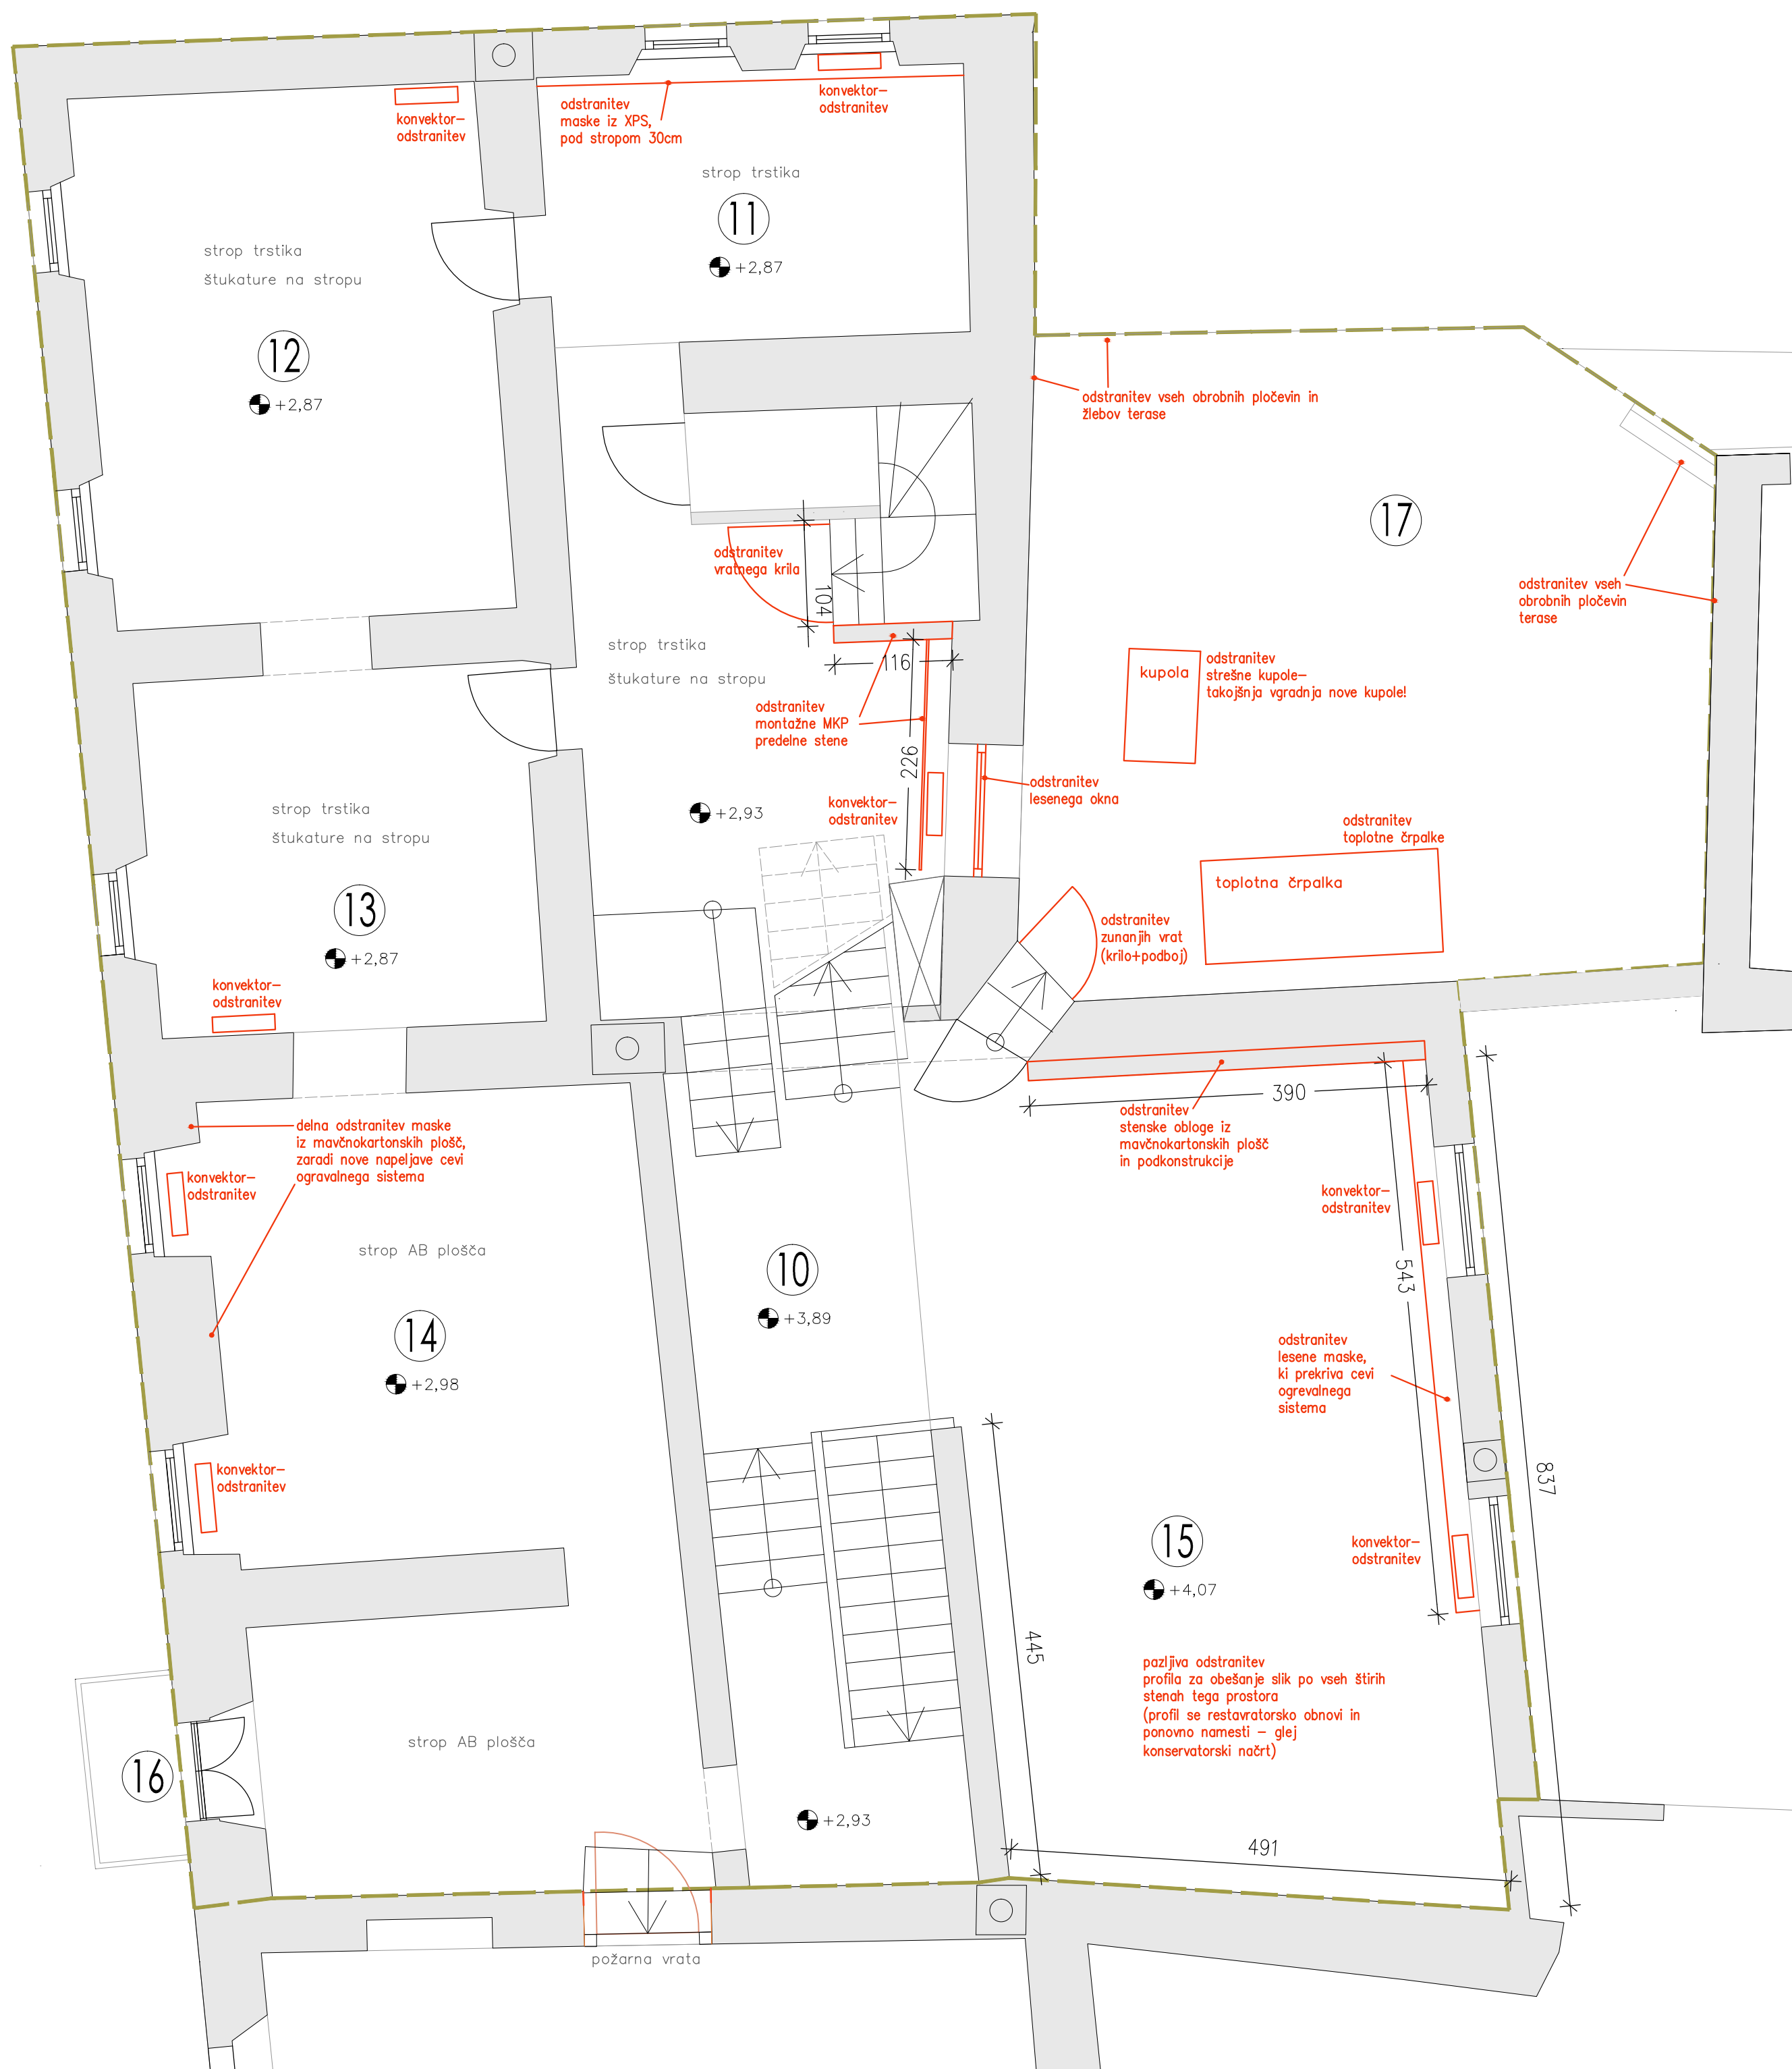 konvektor–
odstranitev
odstranitev
maske iz XPS,
pod stropom 30cm
konvektor–
odstranitev
strop trstika
11
+2,87
strop trstika
štukature na stropu
12
+2,87
odstranitev vseh obrobnih pločevin in
žlebov terase
17
odstranitev
vratnega krila
104
odstranitev vseh
obrobnih pločevin
terase
strop trstika
štukature na stropu
116
kupola
odstranitev
strešne kupole–
takojšnja vgradnja nove kupole!
odstranitev
montažne MKP
predelne stene
226
odstranitev
lesenega okna
strop trstika
štukature na stropu
+2,93
konvektor–
odstranitev
odstranitev
toplotne črpalke
toplotna črpalka
13
+2,87
odstranitev
zunanjih vrat
(krilo+podboj)
konvektor–
odstranitev
390
delna odstranitev maske
iz mavčnokartonskih plošč,
zaradi nove napeljave cevi
ogravalnega sistema
odstranitev
stenske obloge iz
mavčnokartonskih plošč
in podkonstrukcije
konvektor–
odstranitev
konvektor–
odstranitev
strop AB plošča
10
+3,89
543
14
+2,98
odstranitev
lesene maske,
ki prekriva cevi
ogrevalnega
sistema
konvektor–
odstranitev
837
15
+4,07
konvektor–
odstranitev
445
pazljiva odstranitev
profila za obešanje slik po vseh štirih
stenah tega prostora
(profil se restavratorsko obnovi in
ponovno namesti – glej
konservatorski načrt)
strop AB plošča
16
+2,93
491
požarna vrata